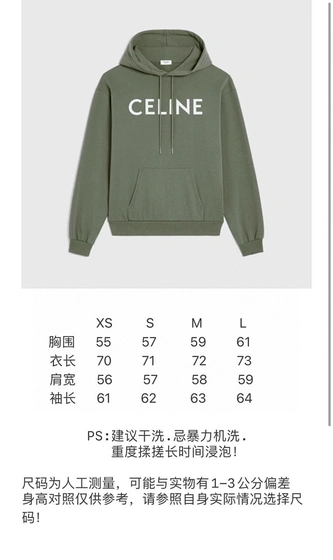 CELINE
XS S M L
胸围 55 57 59 61
衣长 70 71 72 73
肩宽 56 57 58 59
袖长 61 62 63 64
PS:建议干洗.忌暴力机洗.
重度揉搓长时间浸泡!
尺码为人工测量，可能与实物有1-3公分偏差
身高对照仅供参考，请参照自身实际情况选择尺
码!